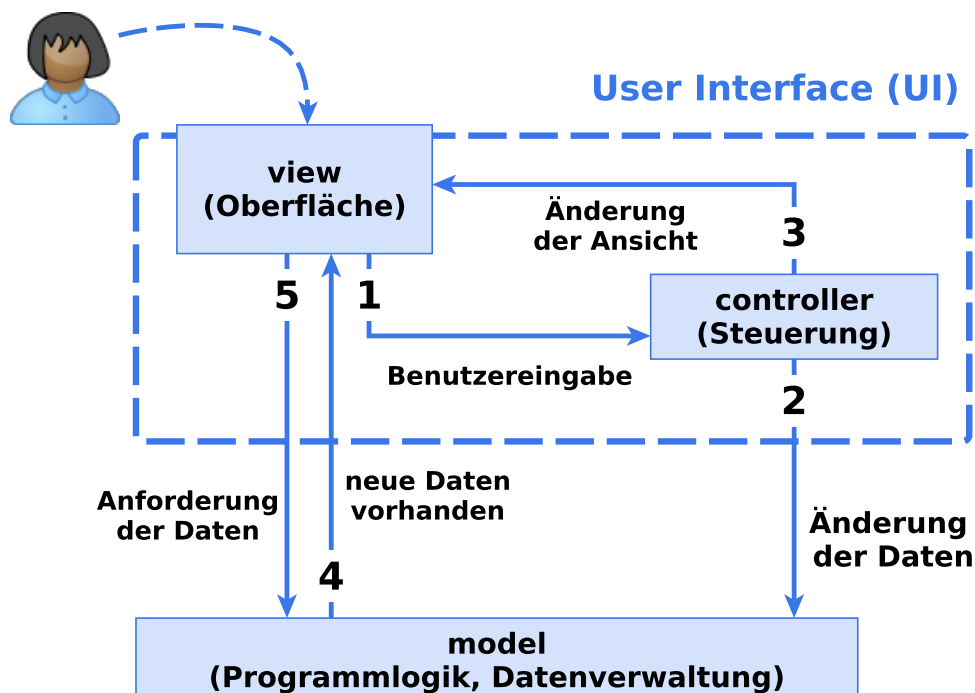 User Interface (UI)
view
(Oberfläche)
Änderung
der Ansicht
3
5
1
controller
(Steuerung)
Benutzereingabe
2
Anforderung
der Daten
neue Daten
vorhanden
Änderung
der Daten
4
model
(Programmlogik, Datenverwaltung)